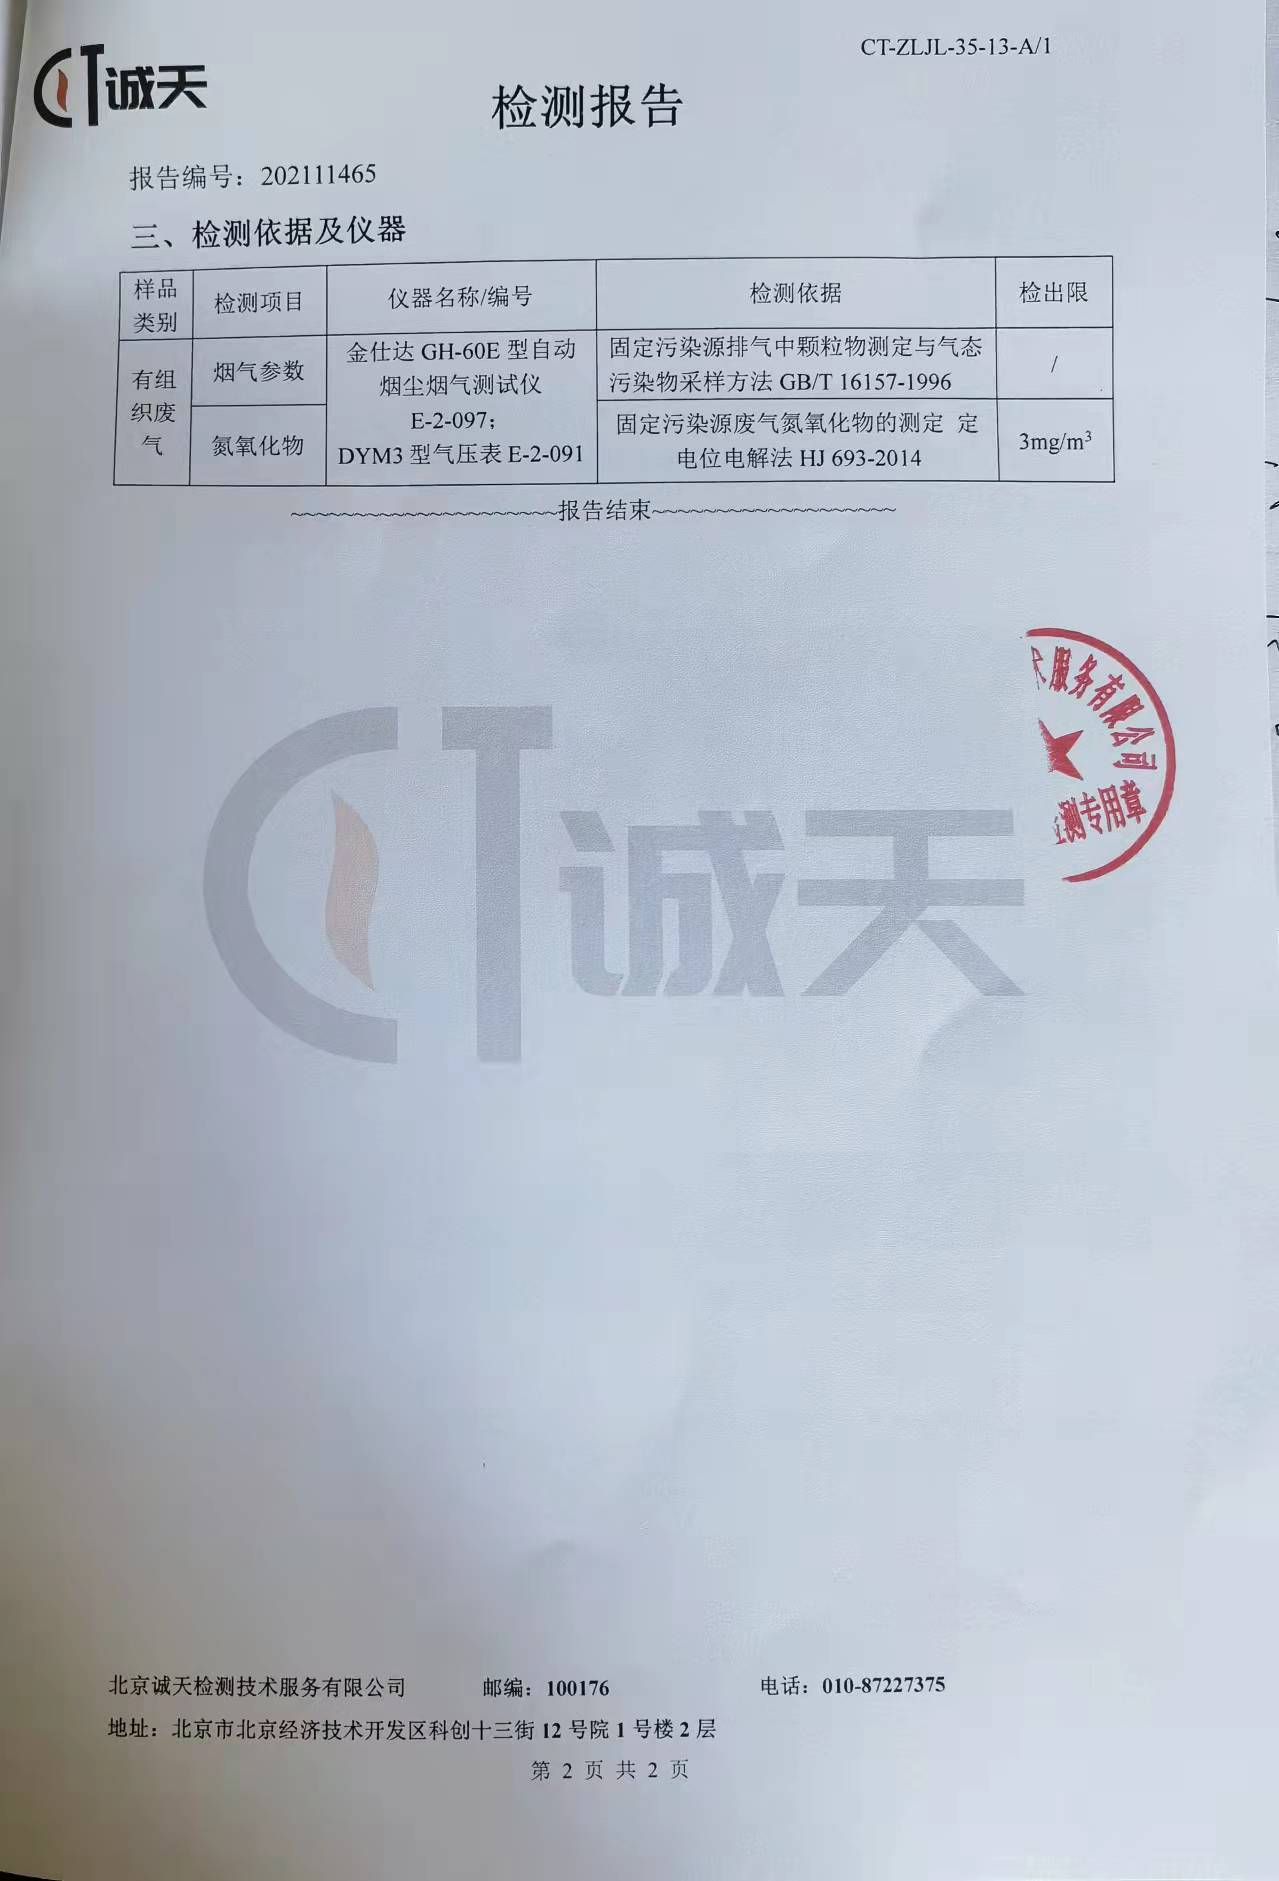 CT-ZLJL-35-13-A/1
CT诚天
检测报告
报告编号：202111465
三、检测依据及仪器
样品类别 检测项目 仪器名称/编号 检测依据 检出限
有组织废气
烟气参数
氮氧化物
金仕达 GH-60E 型自动
烟尘烟气测试仪
E-2-097；
DYM3 型气压表 E-2-091
固定污染源排气中颗粒物测定与气态
污染物采样方法 GB/T 16157-1996
/
固定污染源废气氮氧化物的测定 定
电位电解法 HJ 693-2014
3mg/m³
~~~~~~~~~~~~~~~~~~~~报告结束~~~~~~~~~~~~~~~~~~~
术服务有限公司
检测专用章
CT诚天
北京诚天检测技术服务有限公司 邮编：100176 电话：010-87227375
地址：北京市北京经济技术开发区科创十三街 12 号院 1 号楼 2 层
第 2 页 共 2 页